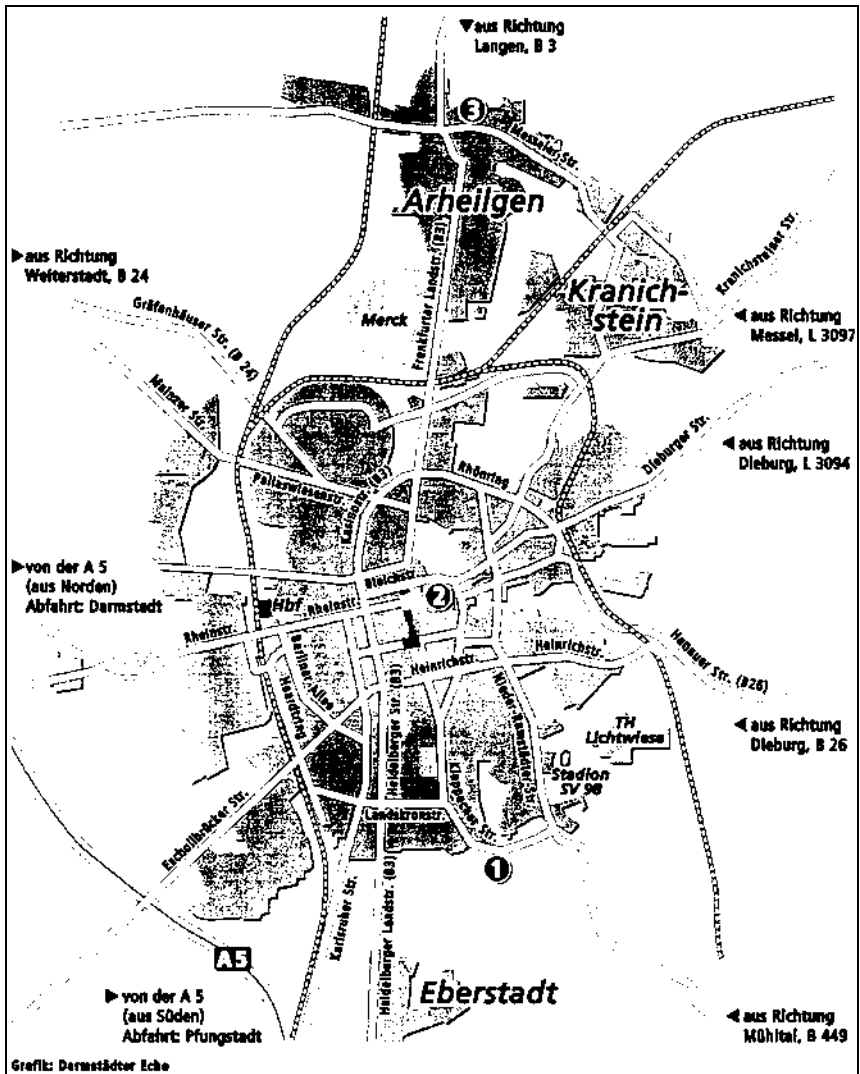 ▼aus Richtung
Langen, B 3
3
Messeler Str.
Arheilgen
▶aus Richtung
Weiterstadt, B 24
Gräfenhäuser Str. (B 24)
Merck
Frankfurter Landstr. (B3)
Kranich-
stein
Kranichsteiner Str.
◀aus Richtung
Messel, L 3097
Mainzer Str.
Dieburger Str.
◀aus Richtung
Dieburg, L 3094
Pallaswiesenstr.
Kasinostr. (B3)
Rhönring
▶von der A 5
(aus Norden)
Abfahrt: Darmstadt
Bleichstr.
2
Hbf
Rheinstr.
Rheinstr.
Berliner Allee
Haardtring
Heinrichstr.
Heinrichstr.
Hanauer Str. (B26)
◀aus Richtung
Dieburg, B 26
TH
Lichtwiese
Stadion
SV 98
Nieder-Ramstädter Str.
Heidelberger Str. (B3)
Klappacher Str.
Landskronstr.
Eschollbrücker Str.
1
Karlsruher Str.
Heidelberger Landstr. (B3)
A5
▶von der A 5
(aus Süden)
Abfahrt: Pfungstadt
Eberstadt
◀aus Richtung
Mühltal, B 449
Grafik: Darmstädter Echo